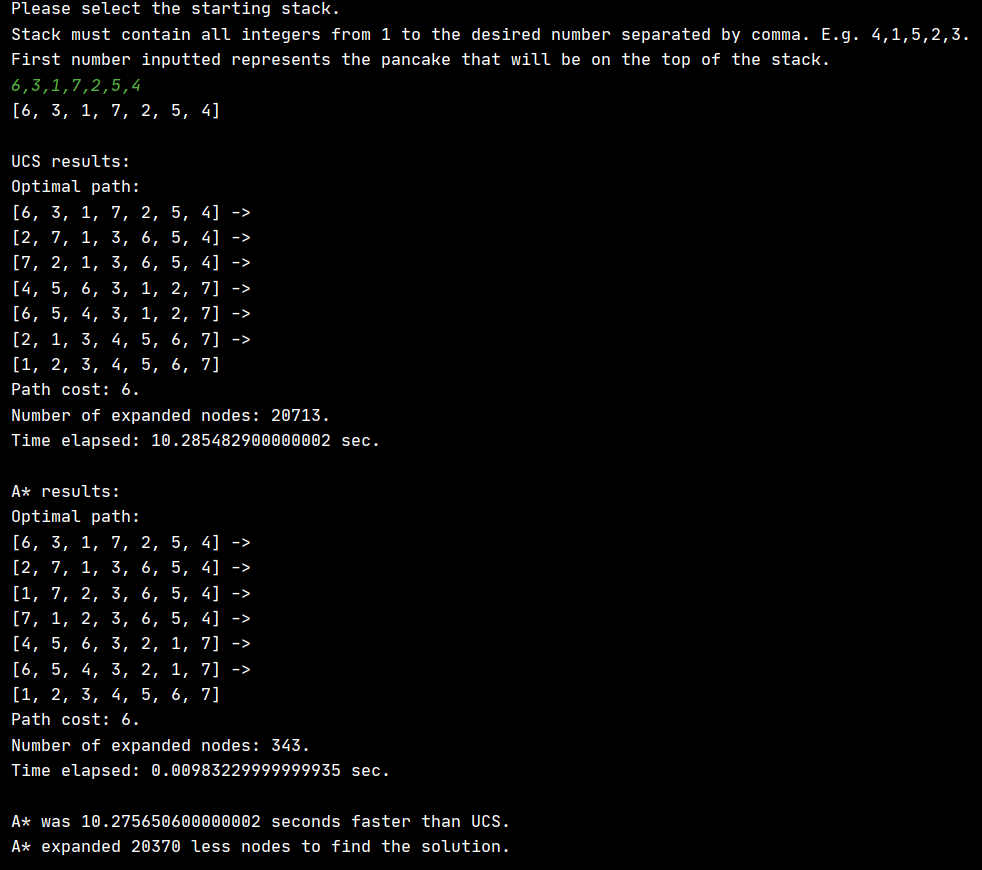 Please select the starting stack.
Stack must contain all integers from 1 to the desired number separated by comma. E.g. 4,1,5,2,3.
First number inputted represents the pancake that will be on the top of the stack.
6,3,1,7,2,5,4
[6, 3, 1, 7, 2, 5, 4]
UCS results:
Optimal path:
[6, 3, 1, 7, 2, 5, 4] ->
[2, 7, 1, 3, 6, 5, 4] ->
[7, 2, 1, 3, 6, 5, 4] ->
[4, 5, 6, 3, 1, 2, 7] ->
[6, 5, 4, 3, 1, 2, 7] ->
[2, 1, 3, 4, 5, 6, 7] ->
[1, 2, 3, 4, 5, 6, 7]
Path cost: 6.
Number of expanded nodes: 20713.
Time elapsed: 10.285482900000002 sec.
A* results:
Optimal path:
[6, 3, 1, 7, 2, 5, 4] ->
[2, 7, 1, 3, 6, 5, 4] ->
[1, 7, 2, 3, 6, 5, 4] ->
[7, 1, 2, 3, 6, 5, 4] ->
[4, 5, 6, 3, 2, 1, 7] ->
[6, 5, 4, 3, 2, 1, 7] ->
[1, 2, 3, 4, 5, 6, 7]
Path cost: 6.
Number of expanded nodes: 343.
Time elapsed: 0.00983229999999935 sec.
A* was 10.275650600000002 seconds faster than UCS.
A* expanded 20370 less nodes to find the solution.